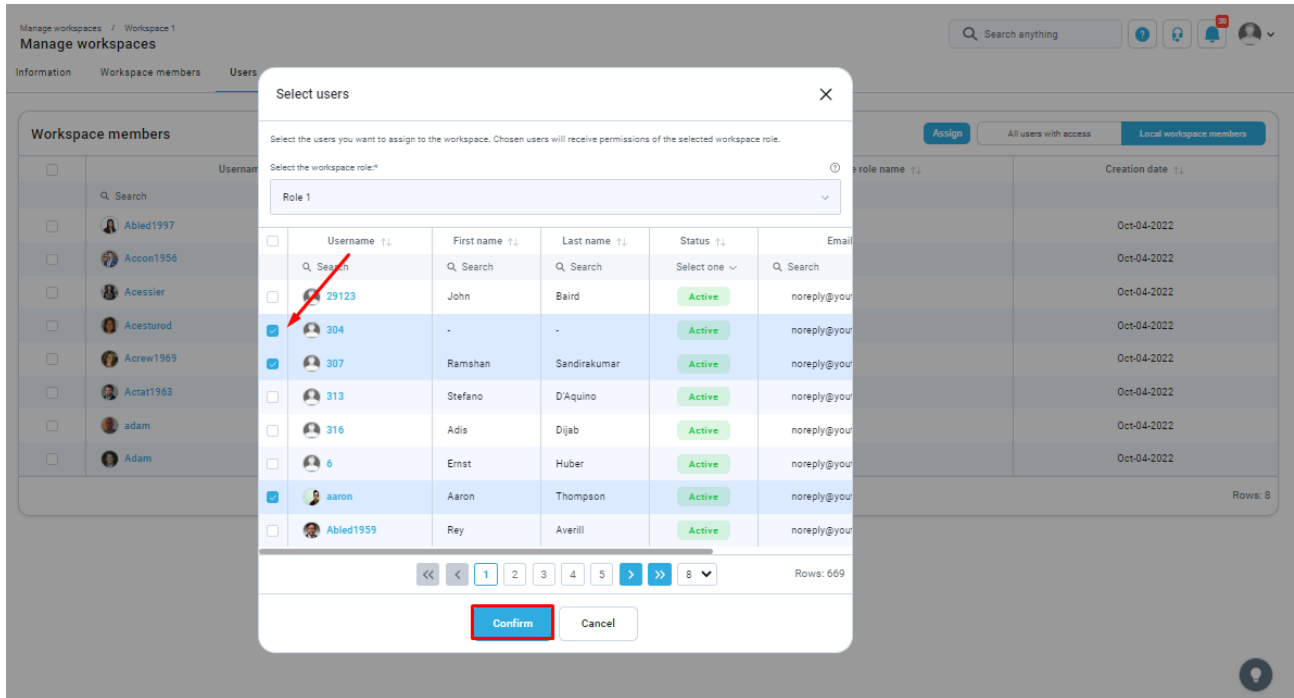 Manage workspaces / Workspace 1
Manage workspaces
Search anything
30
Information Workspace members Users
Select users
Workspace members
Assign All users with access Local workspace members
Select the users you want to assign to the workspace. Chosen users will receive permissions of the selected workspace role.
Select the workspace role:*
Role 1
Creation date
Search
Abled1997 Oct-04-2022
Accon1956 Oct-04-2022
Acessier Oct-04-2022
Acesturod Oct-04-2022
Acrew1969 Oct-04-2022
Actat1963 Oct-04-2022
adam Oct-04-2022
Adam Oct-04-2022
Rows: 8
Username First name Last name Status Email
Search Search Search Select one Search
29123 John Baird Active noreply@you
304 - - Active noreply@you
307 Ramshan Sandirakumar Active noreply@you
313 Stefano D'Aquino Active noreply@you
316 Adis Dijab Active noreply@you
6 Ernst Huber Active noreply@you
aaron Aaron Thompson Active noreply@you
Abled1959 Rey Averill Active noreply@you
1 2 3 4 5 8 Rows: 669
Confirm Cancel